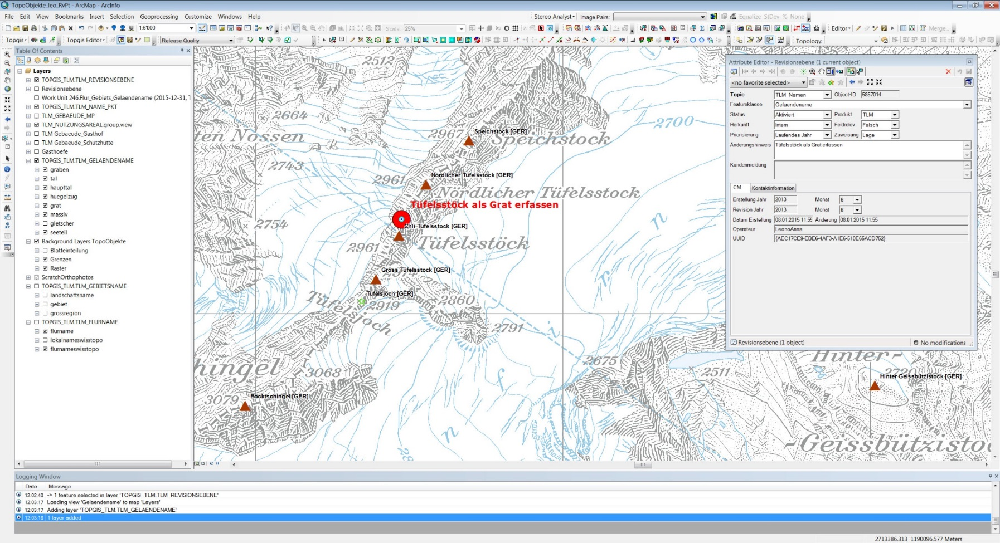 TopoObjekte_leo_RvPt - ArcMap - ArcInfo
File Edit View Bookmarks Insert Selection Geoprocessing Customize Windows Help
Stereo Analyst Image Pairs: Equalize StDev % None
1:6'000
Scale: 25%
Editor Merge...
Topgis Topgis Editor Release Quality
Topology:
Table Of Contents
Layers
TOPGIS_TLM.TLM_REVISIONSEBENE
Revisionsebene
Work Unit 246.Flur_Gebiets_Gelaendename (2015-12-31, T
TOPGIS_TLM.TLM_NAME_PKT
TLM_GEBAEUDE_MP
TLM_NUTZUNGSAREAL.group.view
TLM Gebaeude_Gasthof
TLM Gebaeude_Schutzhütte
Gasthoefe
TOPGIS_TLM.TLM_GELAENDENAME
graben
tal
haupttal
huegelzug
grat
massiv
gletscher
seeteil
Background Layers TopoObjekte
Blatteinteilung
Grenzen
Raster
ScratchOrthophotos
TOPGIS_TLM.TLM_GEBIETSNAME
landschaftsname
gebiet
grossregion
TOPGIS_TLM.TLM_FLURNAME
flurname
lokalnameswisstopo
flurnameswisstopo
2512
2664
ten Nossen
2967
Speichstock [GER]
Speichstock
2700
2743
2961
Nördlicher Tüfelsstock [GER]
Nördlicher Tüfelsstock
Tüfelsstöck als Grat erfassen
2754
Chli Tüfelsstock [GER]
Tüfelsstöck
2961
Gross Tüfelsstock [GER]
Tüfelsjoch [GER]
Tüfelsjoch
2919
2860
2791
r n
i
f
n
28
hingel
3068
3079
Bocktschingel [GER]
2675
2511
Hinter-
2720
Hinter Geissbützistock [GER]
-Geissbützisto
Attribute Editor - Revisionsebene (1 current object)
<no favorite selected>
Topic TLM_Namen Object-ID 5857014
Featureklasse Gelaendename
Status Aktiviert Produkt TLM
Herkunft Intern Feldrelev. Falsch
Priorisierung Laufendes Jahr Zuweisung Lage
Änderungshinweis Tüfelsstöck als Grat erfassen
Kundenmeldung
CM Kontaktinformation
Erstellung Jahr 2013 Monat 6
Revision Jahr 2013 Monat 6
Datum Erstellung 08.01.2015 11:55 Änderung 08.01.2015 11:55
Operateur LeonoAnna
UUID {AEC17CE9-EBE6-4AF3-A1E6-510E65ACD752}
Revisionsebene (1 object) No modifications
Logging Window
Date Message
12:02:40 -> 1 feature selected in layer 'TOPGIS_TLM.TLM_REVISIONSEBENE'
12:03:17 Loading view 'Gelaendename' to map 'Layers'
12:03:17 Adding layer 'TOPGIS_TLM.TLM_GELAENDENAME'
12:03:18 1 layer added
2713386.313 1190096.577 Meters